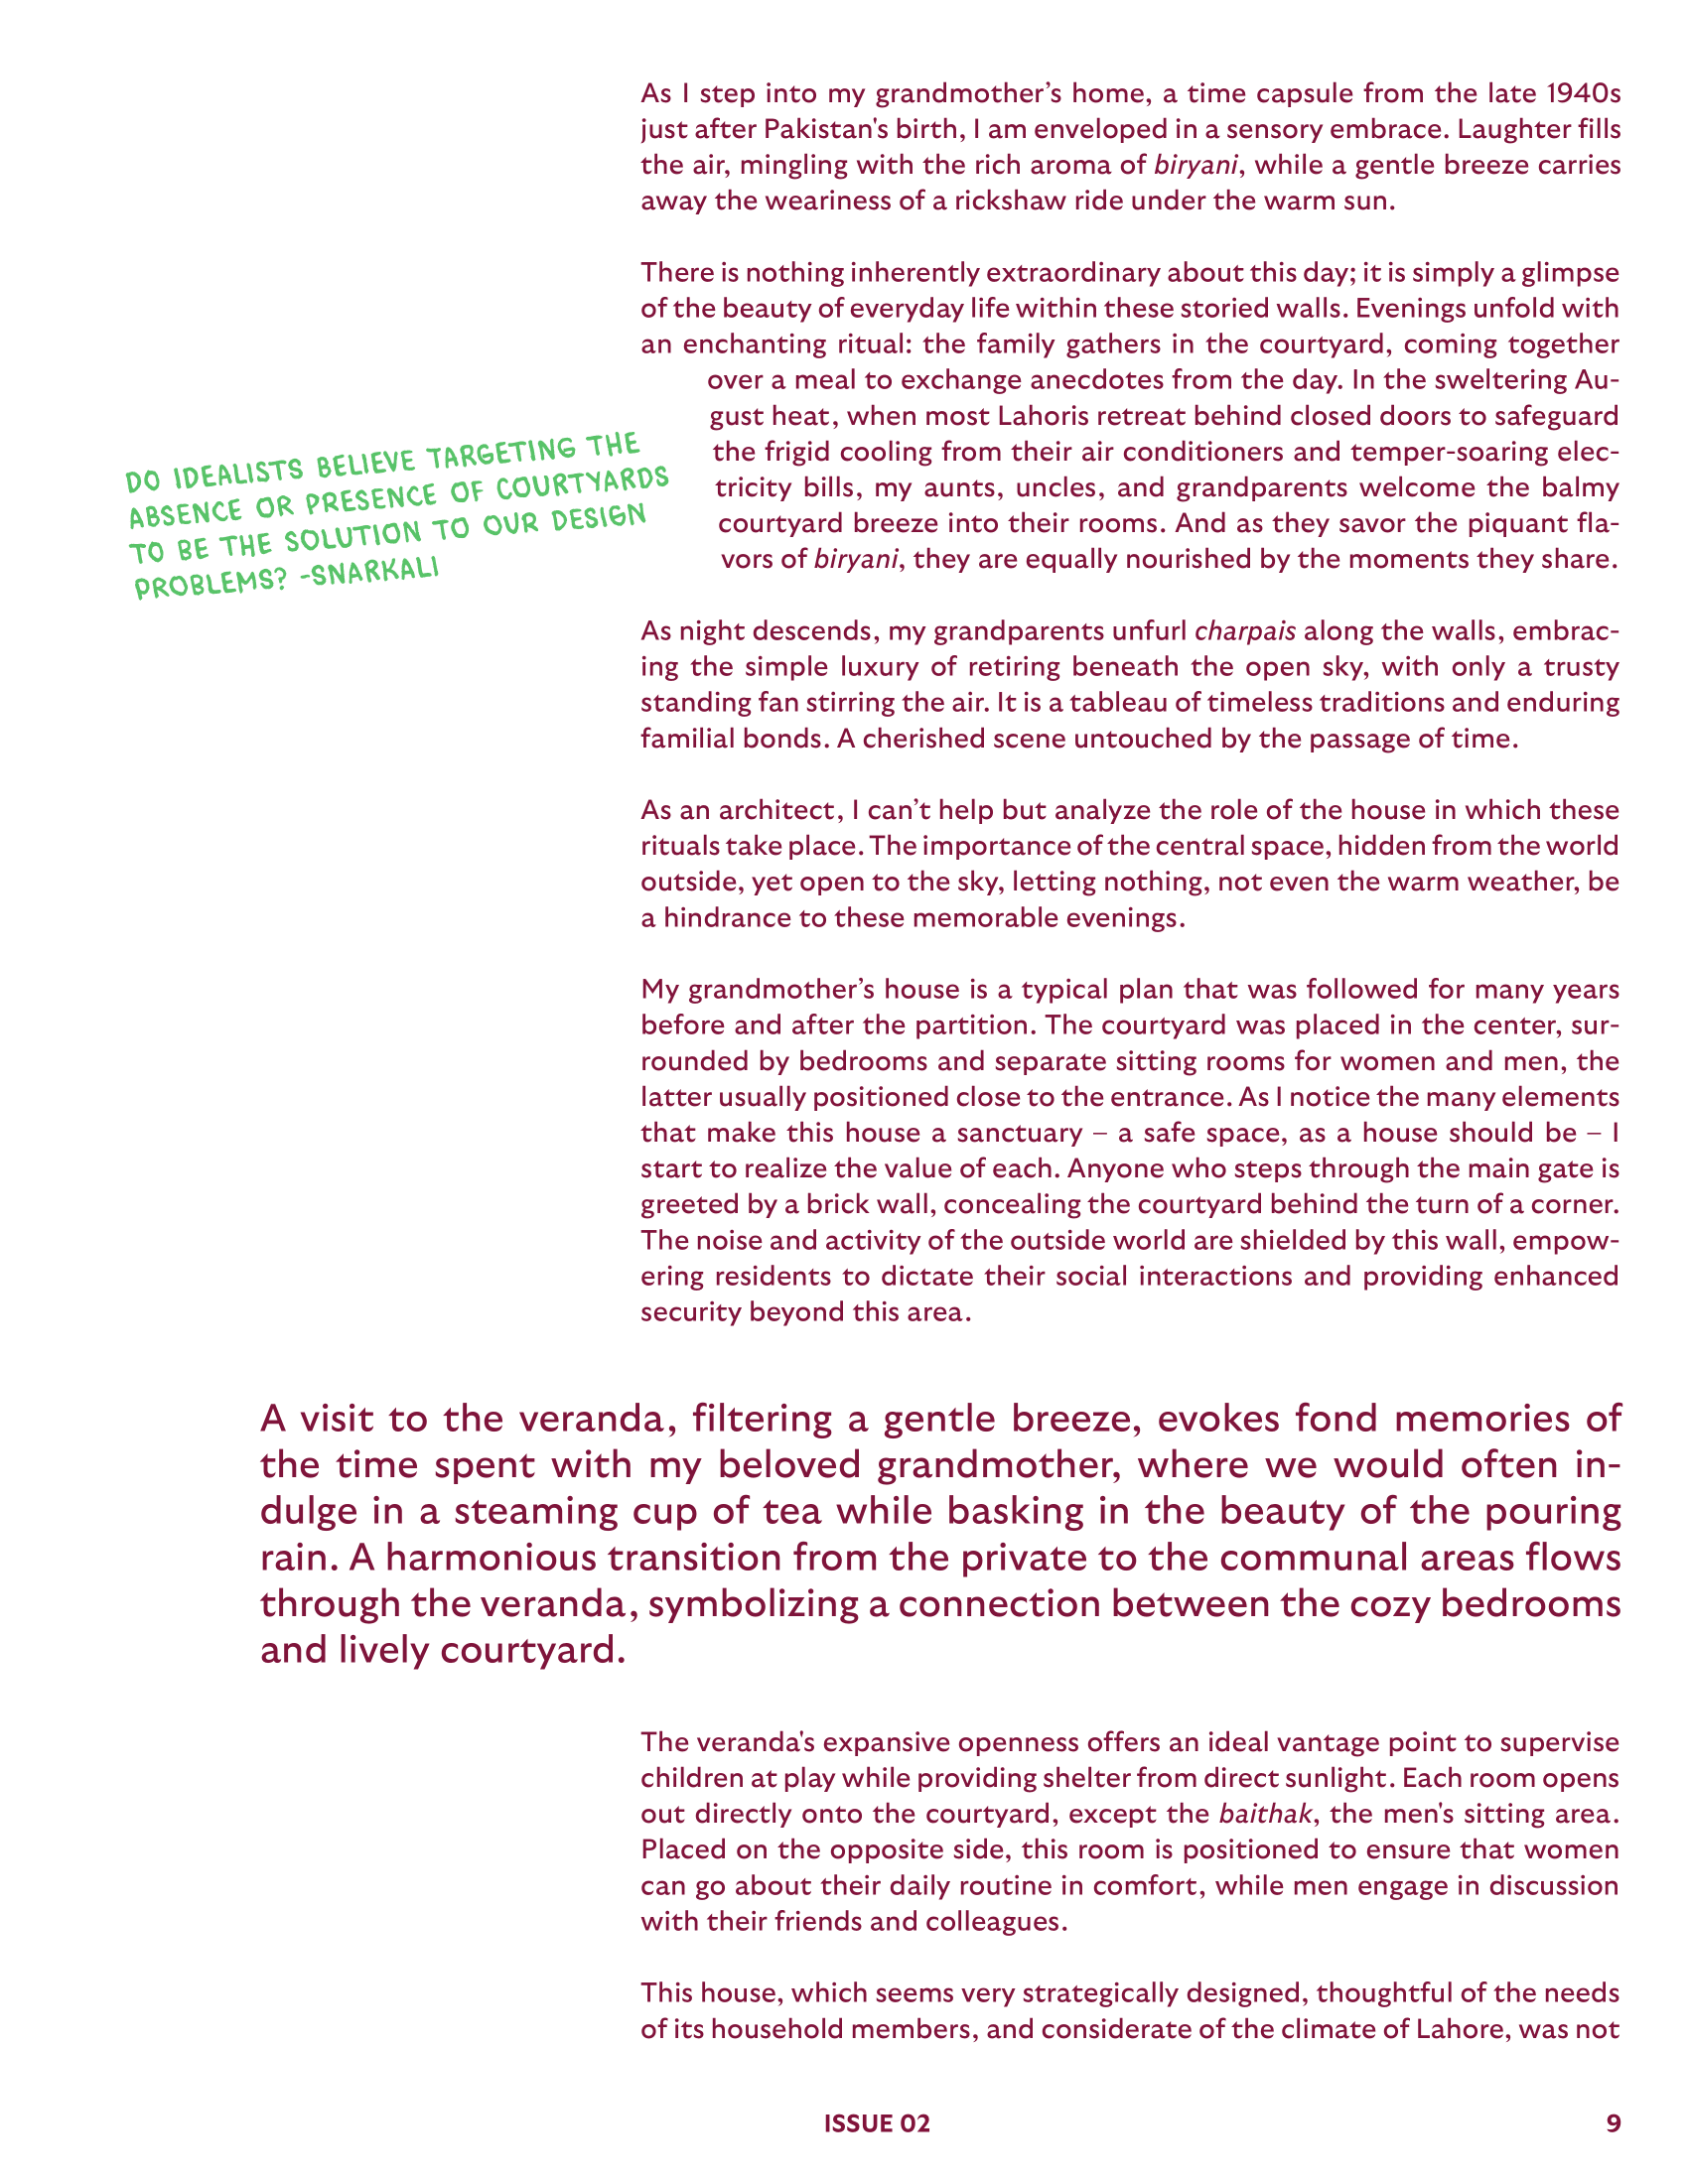 As I step into my grandmother’s home, a time capsule from the late 1940s
just after Pakistan's birth, I am enveloped in a sensory embrace. Laughter fills
the air, mingling with the rich aroma of biryani, while a gentle breeze carries
away the weariness of a rickshaw ride under the warm sun.
There is nothing inherently extraordinary about this day; it is simply a glimpse
of the beauty of everyday life within these storied walls. Evenings unfold with
an enchanting ritual: the family gathers in the courtyard, coming together
over a meal to exchange anecdotes from the day. In the sweltering Au-
gust heat, when most Lahoris retreat behind closed doors to safeguard
the frigid cooling from their air conditioners and temper-soaring elec-
tricity bills, my aunts, uncles, and grandparents welcome the balmy
courtyard breeze into their rooms. And as they savor the piquant fla-
vors of biryani, they are equally nourished by the moments they share.
DO IDEALISTS BELIEVE TARGETING THE
ABSENCE OR PRESENCE OF COURTYARDS
TO BE THE SOLUTION TO OUR DESIGN
PROBLEMS? -SNARKALI
As night descends, my grandparents unfurl charpais along the walls, embrac-
ing the simple luxury of retiring beneath the open sky, with only a trusty
standing fan stirring the air. It is a tableau of timeless traditions and enduring
familial bonds. A cherished scene untouched by the passage of time.
As an architect, I can’t help but analyze the role of the house in which these
rituals take place. The importance of the central space, hidden from the world
outside, yet open to the sky, letting nothing, not even the warm weather, be
a hindrance to these memorable evenings.
My grandmother’s house is a typical plan that was followed for many years
before and after the partition. The courtyard was placed in the center, sur-
rounded by bedrooms and separate sitting rooms for women and men, the
latter usually positioned close to the entrance. As I notice the many elements
that make this house a sanctuary – a safe space, as a house should be – I
start to realize the value of each. Anyone who steps through the main gate is
greeted by a brick wall, concealing the courtyard behind the turn of a corner.
The noise and activity of the outside world are shielded by this wall, empow-
ering residents to dictate their social interactions and providing enhanced
security beyond this area.
A visit to the veranda, filtering a gentle breeze, evokes fond memories of
the time spent with my beloved grandmother, where we would often in-
dulge in a steaming cup of tea while basking in the beauty of the pouring
rain. A harmonious transition from the private to the communal areas flows
through the veranda, symbolizing a connection between the cozy bedrooms
and lively courtyard.
The veranda's expansive openness offers an ideal vantage point to supervise
children at play while providing shelter from direct sunlight. Each room opens
out directly onto the courtyard, except the baithak, the men's sitting area.
Placed on the opposite side, this room is positioned to ensure that women
can go about their daily routine in comfort, while men engage in discussion
with their friends and colleagues.
This house, which seems very strategically designed, thoughtful of the needs
of its household members, and considerate of the climate of Lahore, was not
ISSUE 02
9